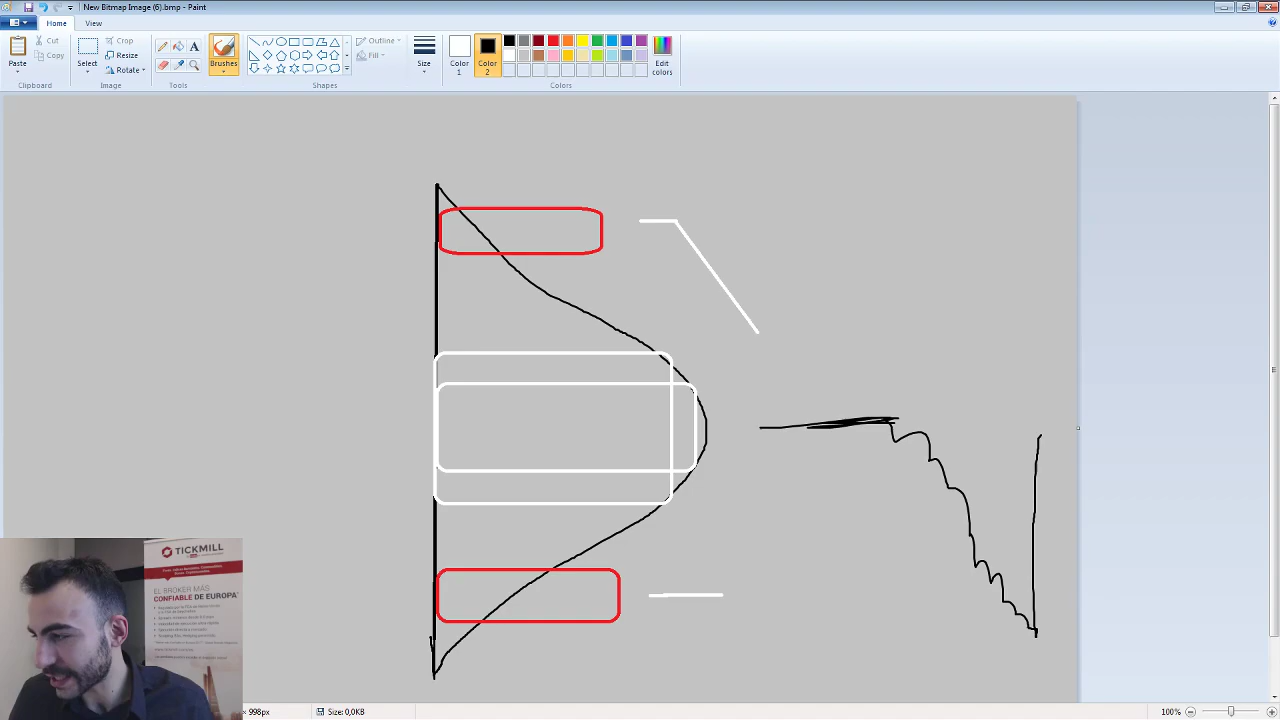 New Bitmap Image (6).bmp - Paint
Home
View
Paste
Cut
Copy
Clipboard
Select
Crop
Resize
Rotate
Image
A
Tools
Brushes
Outline
Fill
Shapes
Size
Color
1
Color
2
Edit
colors
Colors
TICKMILL
EL BRÓKER MÁS
CONFIABLE DE EUROPA*
× 998px
Size: 0,0KB
100%